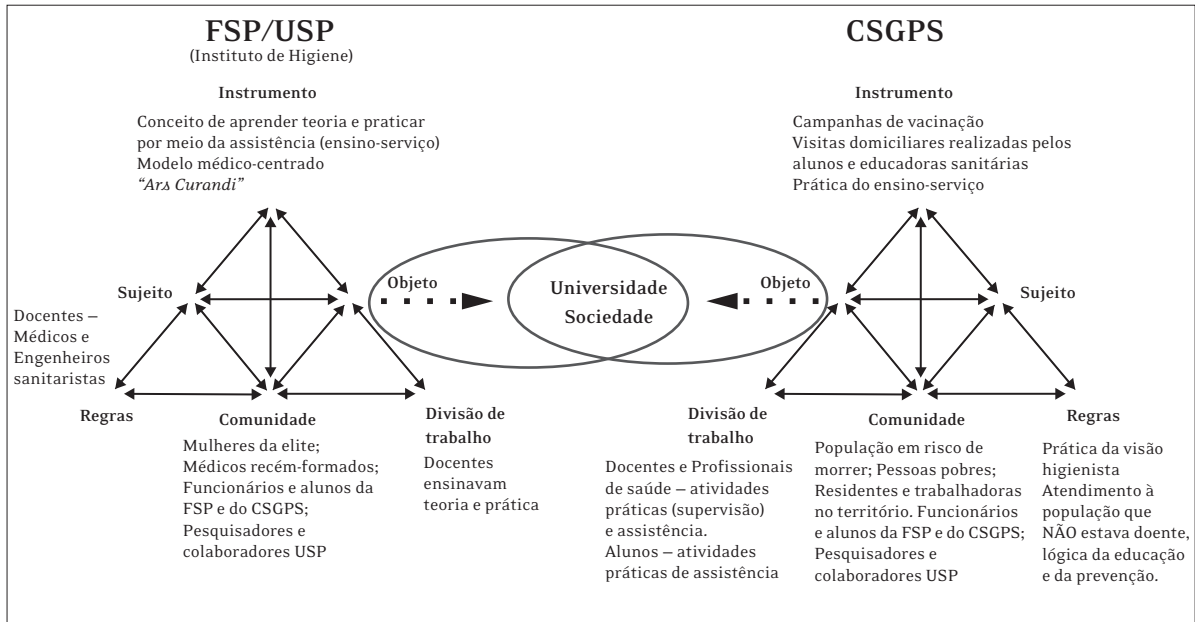 FSP/USP
(Instituto de Higiene)
Instrumento
Conceito de aprender teoria e praticar
por meio da assistência (ensino-serviço)
Modelo médico-centrado
“Ars Curandi”
Sujeito
Docentes –
Médicos e
Engenheiros
sanitaristas
Objeto
Regras
Comunidade
Mulheres da elite;
Médicos recém-formados;
Funcionários e alunos da
FSP e do CSGPS;
Pesquisadores e
colaboradores USP
Divisão de
trabalho
Docentes
ensinavam
teoria e prática
Universidade
Sociedade
CSGPS
Instrumento
Campanhas de vacinação
Visitas domiciliares realizadas pelos
alunos e educadoras sanitárias
Prática do ensino-serviço
Objeto
Sujeito
Divisão de
trabalho
Docentes e Profissionais
de saúde – atividades
práticas (supervisão)
e assistência.
Alunos – atividades
práticas de assistência
Comunidade
População em risco de
morrer; Pessoas pobres;
Residentes e trabalhadoras
no território. Funcionários
e alunos da FSP e do CSGPS;
Pesquisadores e
colaboradores USP
Regras
Prática da visão
higienista
Atendimento à
população que
NÃO estava doente,
lógica da educação
e da prevenção.